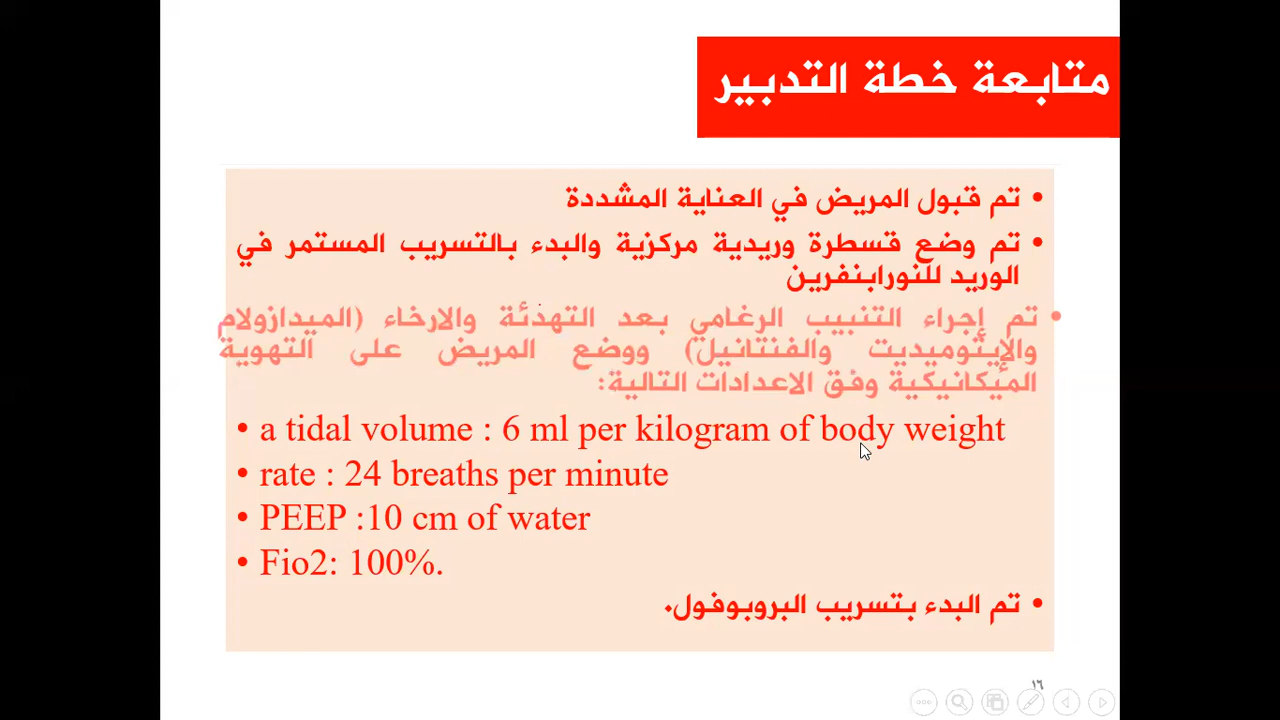 متابعة خطة التدبير
• تم قبول المريض في العناية المشددة
• تم وضع قسطرة وريدية مركزية والبدء بالتسريب المستمر في
الوريد للنورابنفرين
• تم إجراء التنبيب الرغامي بعد التهدئة والارخاء (الميدازولام
والإيتوميديت والفنتانيل) ووضع المريض على التهوية
الميكانيكية وفق الاعدادات التالية:
• a tidal volume : 6 ml per kilogram of body weight
• rate : 24 breaths per minute
• PEEP :10 cm of water
• Fio2: 100%.
• تم البدء بتسريب البروبوفول.
١٦